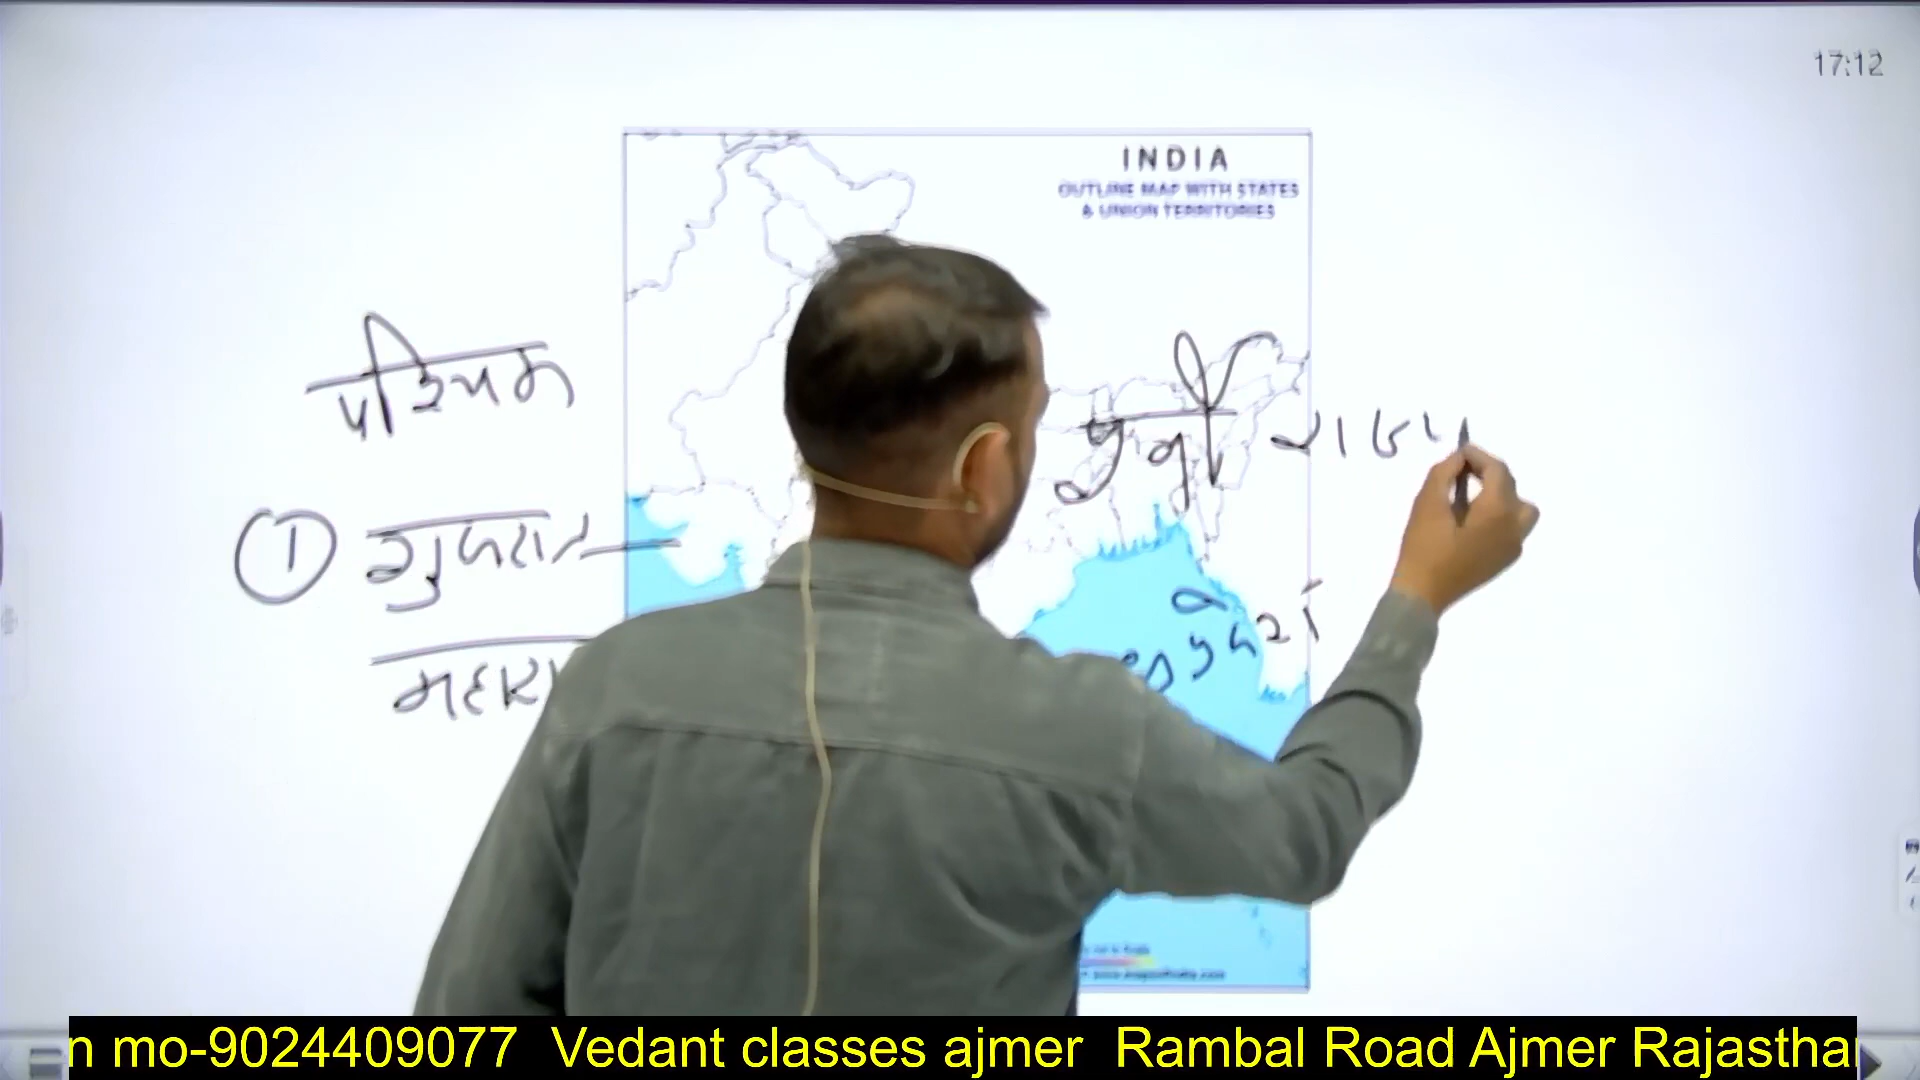 17:12
INDIA
OUTLINE MAP WITH STATES
& UNION TERRITORIES
पश्चिम
पूर्वी राज्य
① गुजरात
महारा
n mo-9024409077 Vedant classes ajmer Rambal Road Ajmer Rajasthan